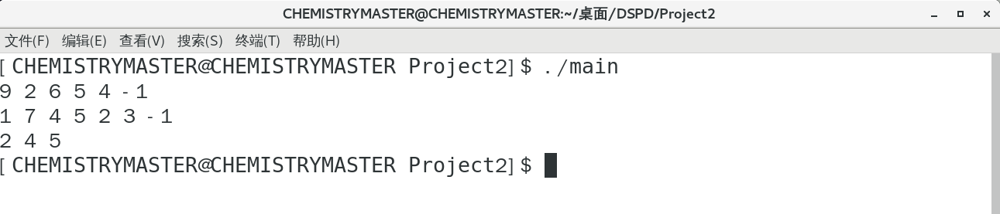 CHEMISTRYMASTER@CHEMISTRYMASTER:~/桌面/DSPD/Project2
文件(F) 编辑(E) 查看(V) 搜索(S) 终端(T) 帮助(H)
[CHEMISTRYMASTER@CHEMISTRYMASTER Project2]$ ./main
9 2 6 5 4 -1
1 7 4 5 2 3 -1
2 4 5
[CHEMISTRYMASTER@CHEMISTRYMASTER Project2]$